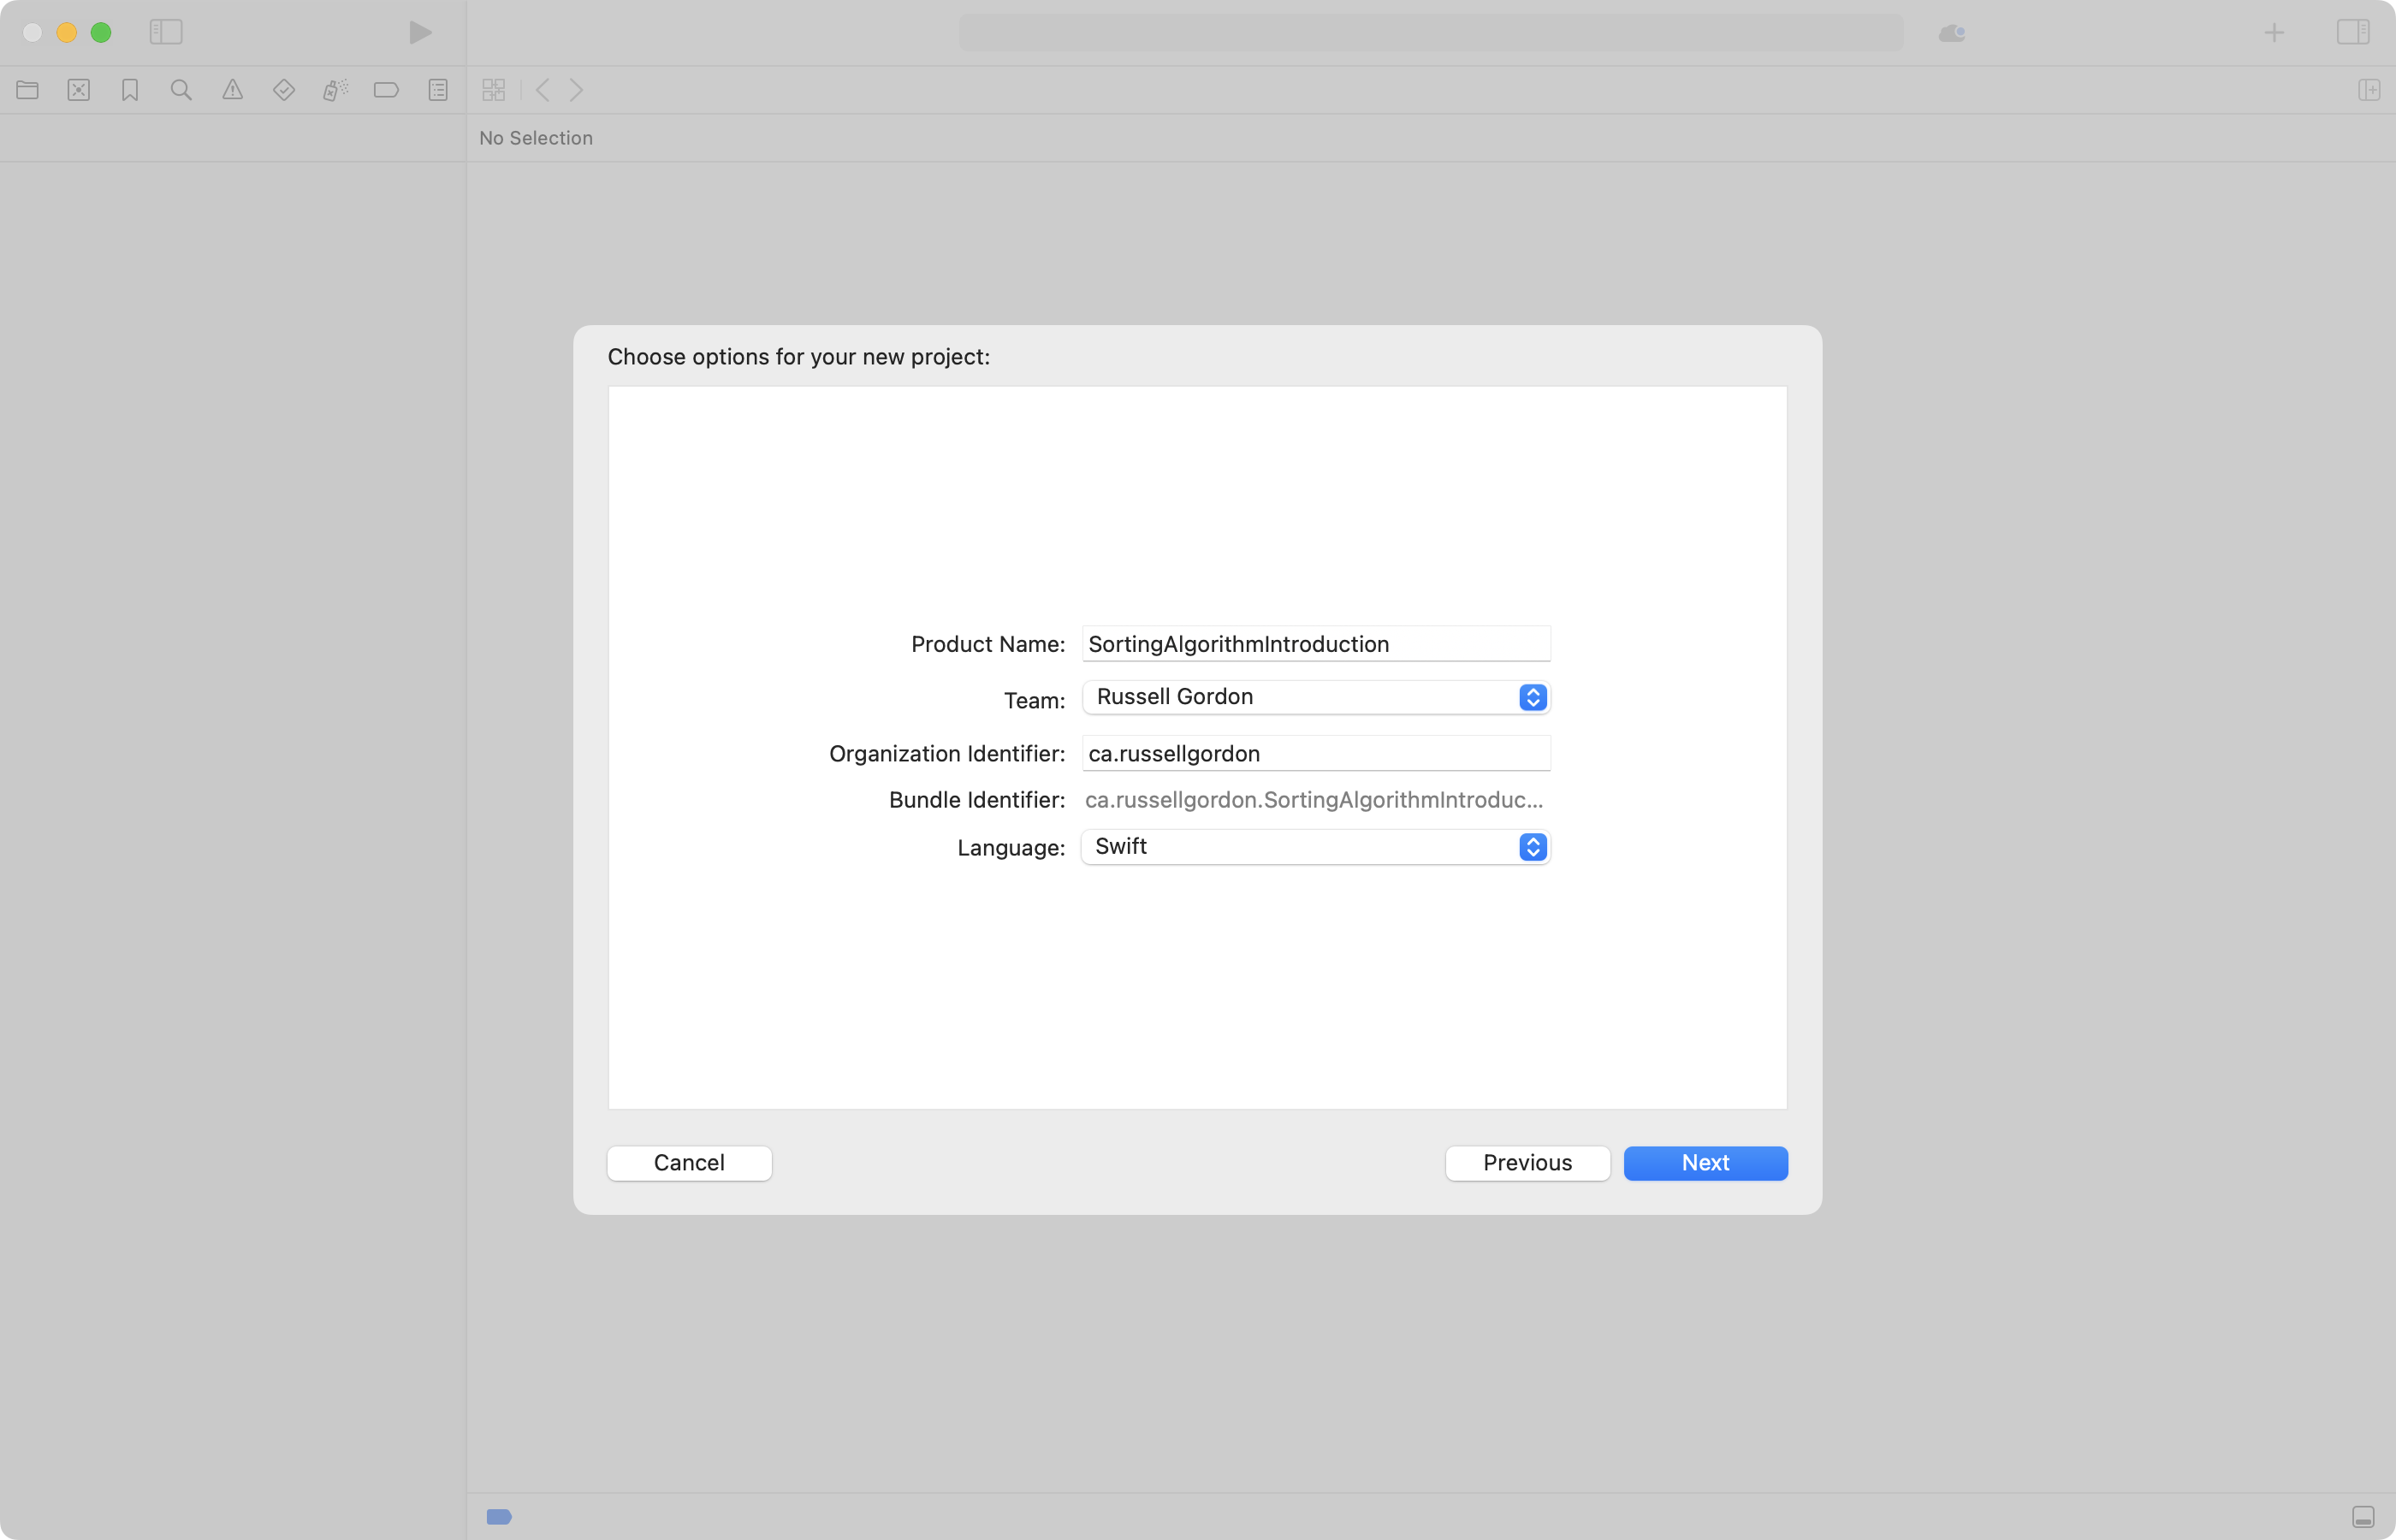 No Selection
Choose options for your new project:
Product Name: SortingAlgorithmIntroduction
Team: Russell Gordon
Organization Identifier: ca.russellgordon
Bundle Identifier: ca.russellgordon.SortingAlgorithmIntroduc...
Language: Swift
Cancel Previous Next